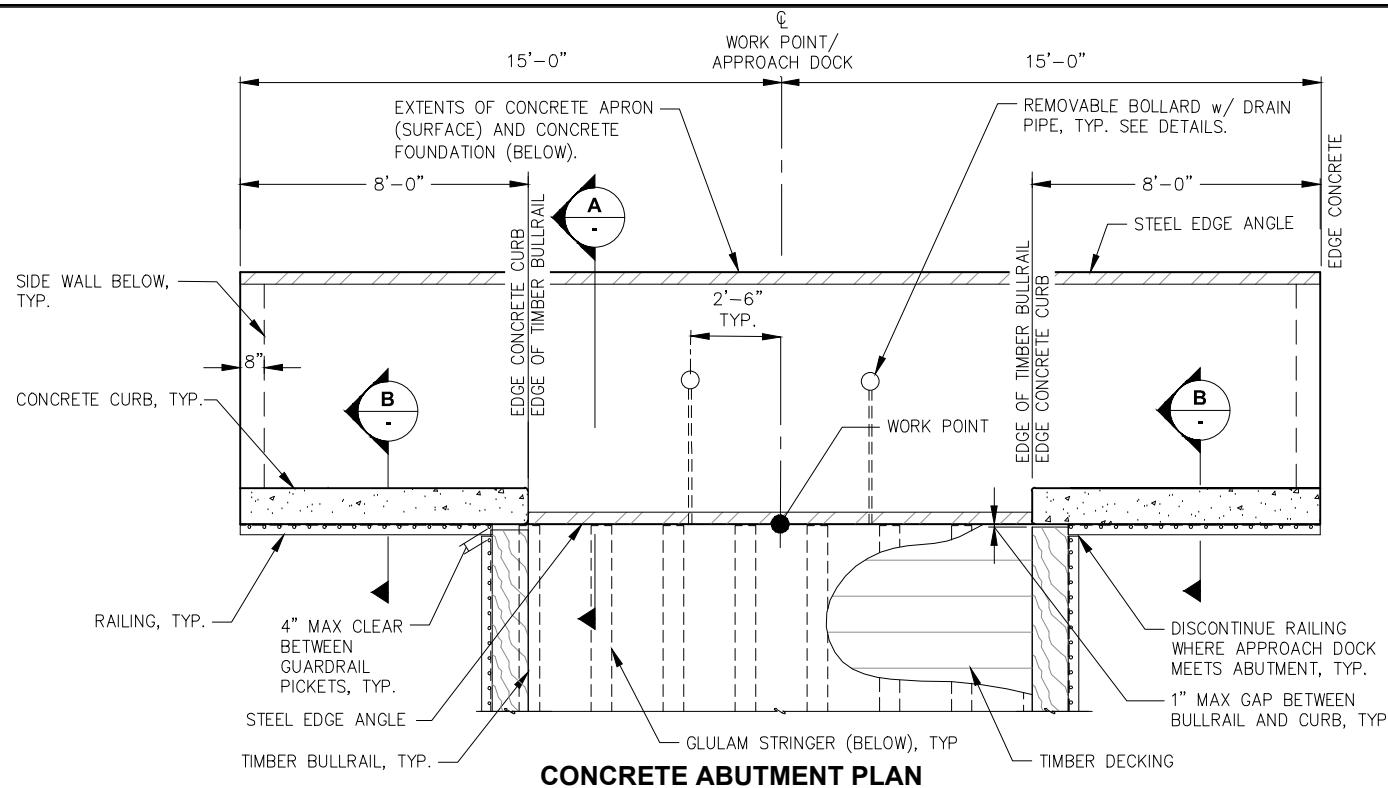 ℄
WORK POINT/
APPROACH DOCK
15'-0"
15'-0"
EXTENTS OF CONCRETE APRON
(SURFACE) AND CONCRETE
FOUNDATION (BELOW).
REMOVABLE BOLLARD w/ DRAIN
PIPE, TYP. SEE DETAILS.
8'-0"
8'-0"
EDGE CONCRETE
A
-
STEEL EDGE ANGLE
EDGE CONCRETE CURB
EDGE OF TIMBER BULLRAIL
SIDE WALL BELOW,
TYP.
2'-6"
TYP.
EDGE OF TIMBER BULLRAIL
EDGE CONCRETE CURB
8"
CONCRETE CURB, TYP.
B
-
B
-
WORK POINT
RAILING, TYP.
4" MAX CLEAR
BETWEEN
GUARDRAIL
PICKETS, TYP.
DISCONTINUE RAILING
WHERE APPROACH DOCK
MEETS ABUTMENT, TYP.
1" MAX GAP BETWEEN
BULLRAIL AND CURB, TYP
STEEL EDGE ANGLE
GLULAM STRINGER (BELOW), TYP
TIMBER BULLRAIL, TYP.
TIMBER DECKING
CONCRETE ABUTMENT PLAN